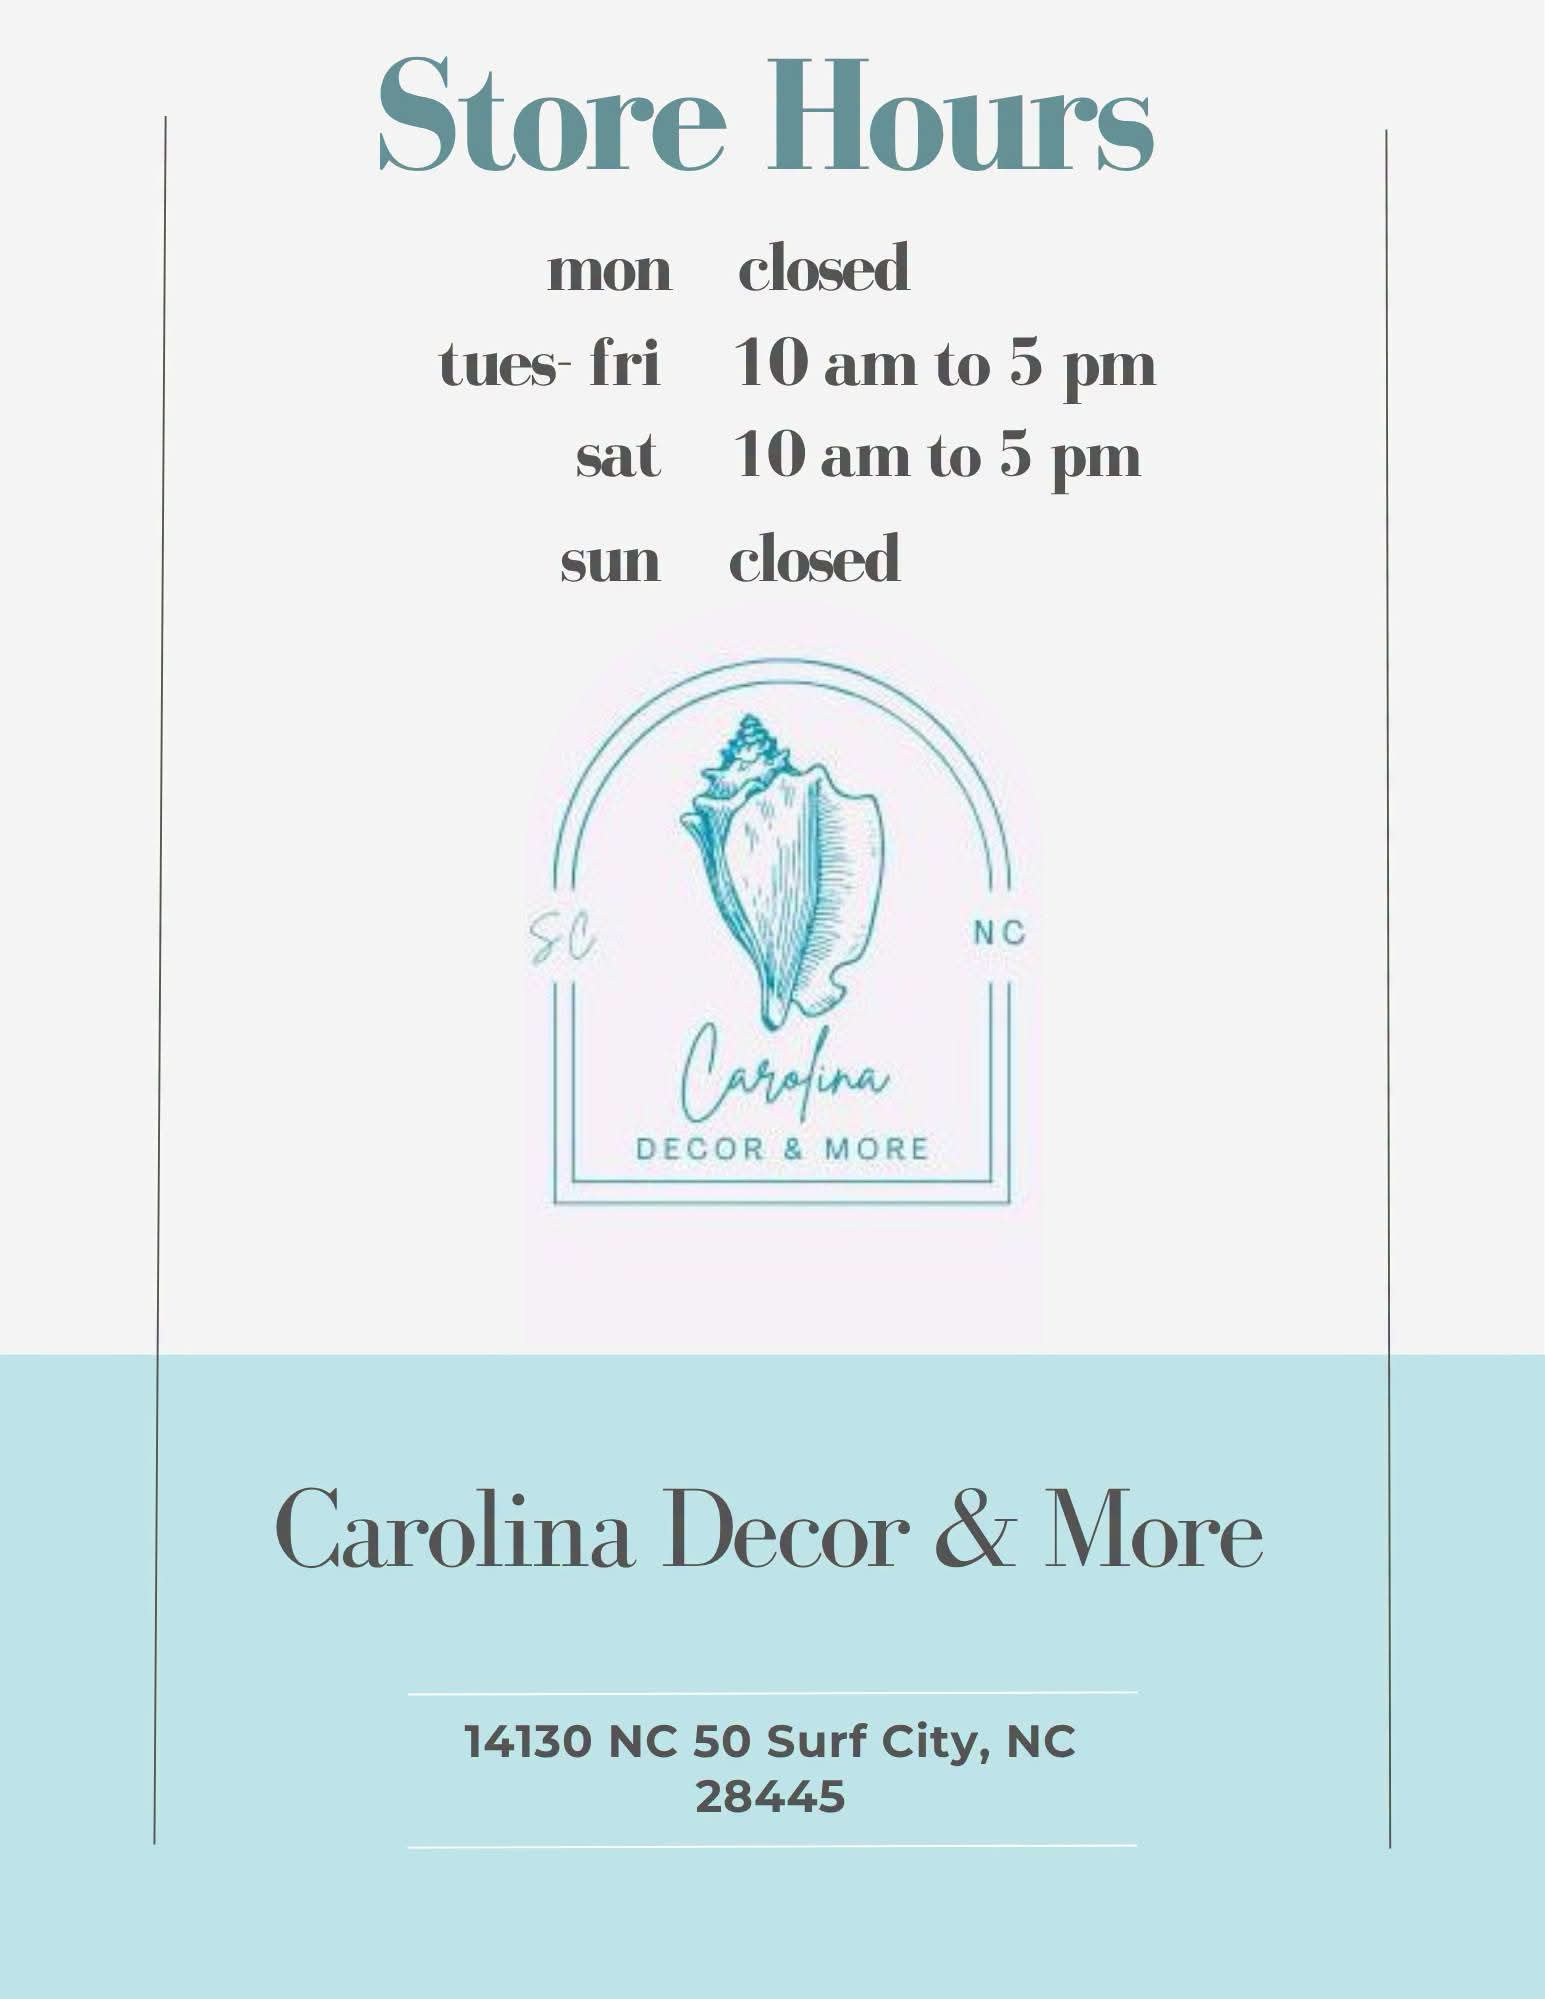 Store Hours
mon closed
tues- fri 10 am to 5 pm
sat 10 am to 5 pm
sun closed
SC
NC
Carolina
DECOR & MORE
Carolina Decor & More
14130 NC 50 Surf City, NC
28445